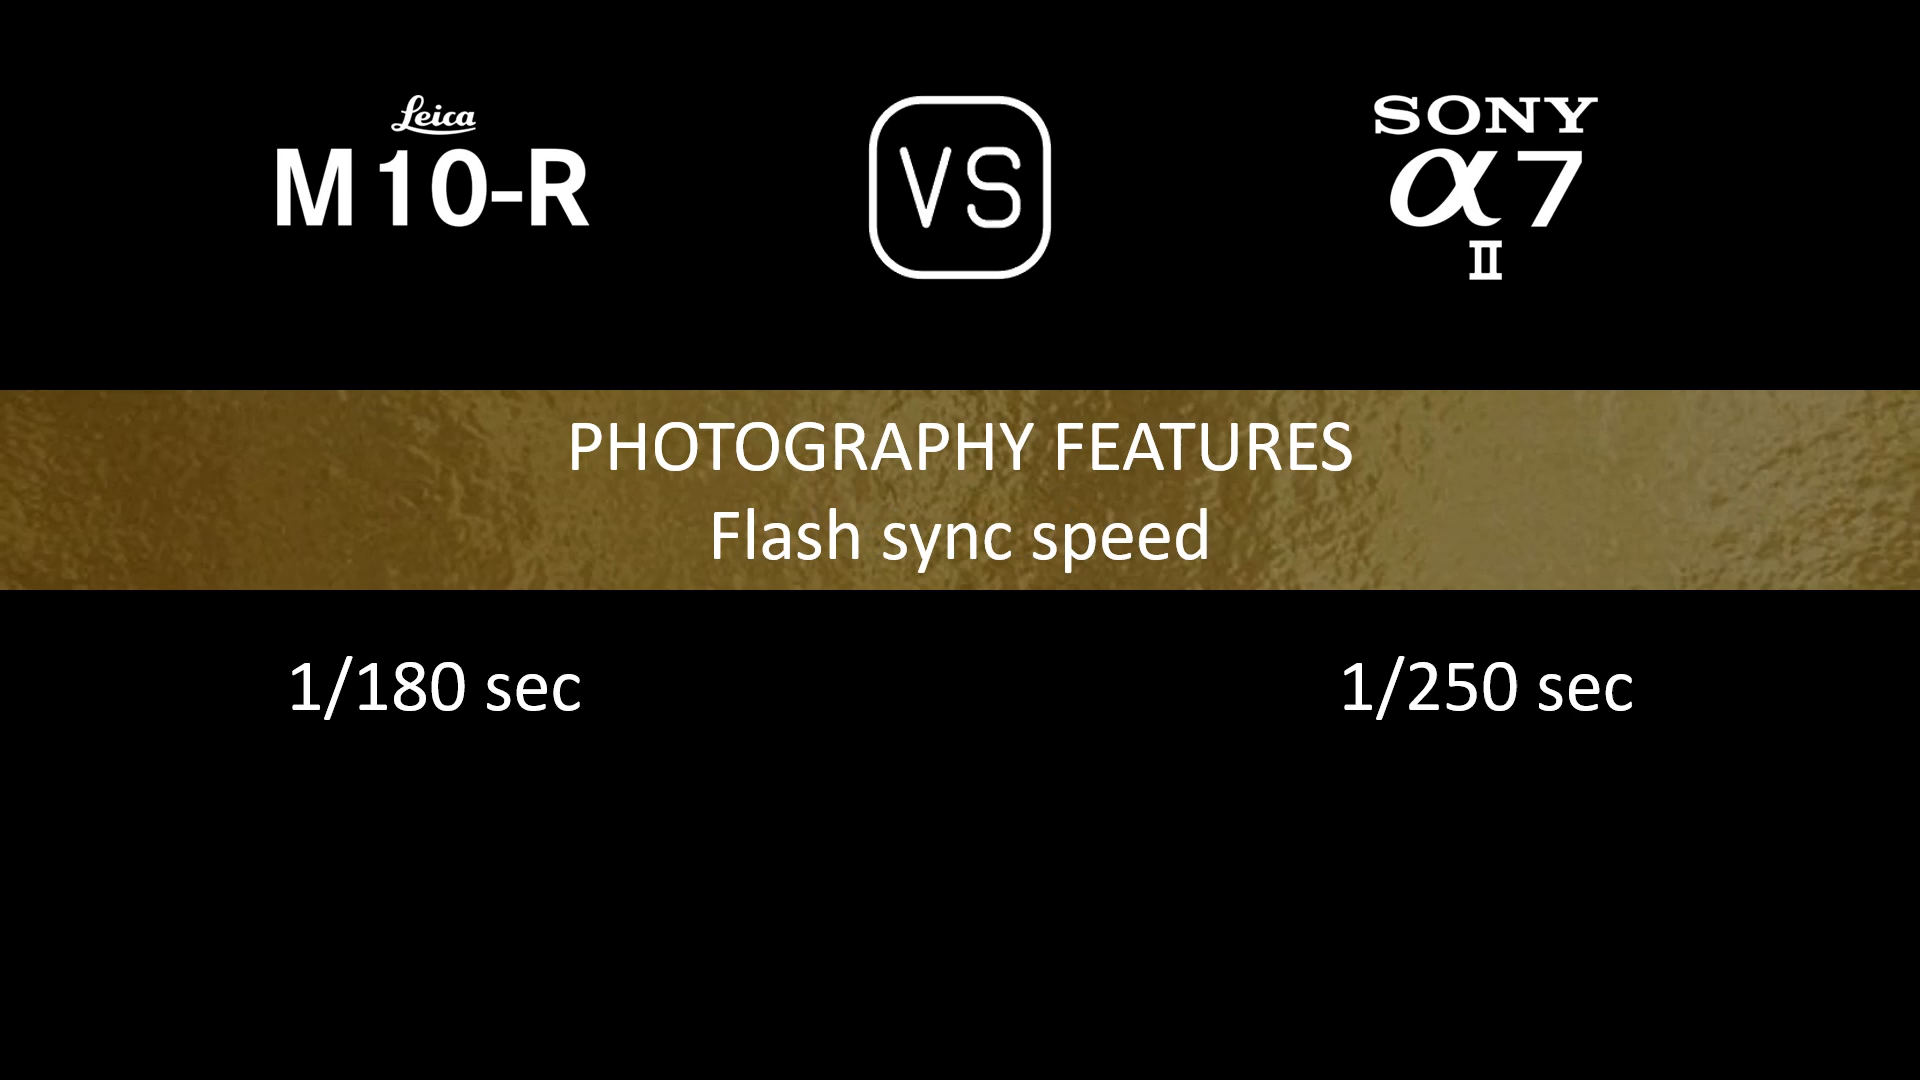 Leica
M10-R
VS
SONY
α7
II
PHOTOGRAPHY FEATURES
Flash sync speed
1/180 sec
1/250 sec